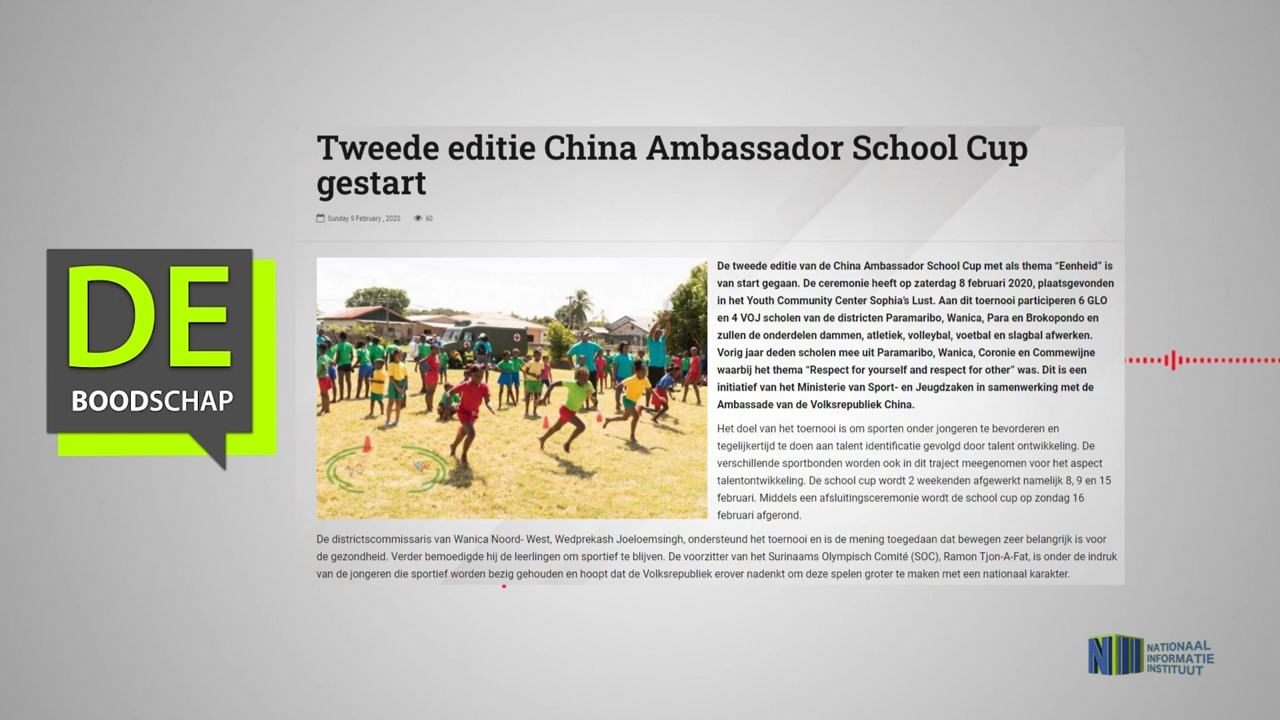 Tweede editie China Ambassador School Cup
gestart
Sunday 9 February , 2020 60
DE
BOODSCHAP
De tweede editie van de China Ambassador School Cup met als thema “Eenheid” is
van start gegaan. De ceremonie heeft op zaterdag 8 februari 2020, plaatsgevonden
in het Youth Community Center Sophia's Lust. Aan dit toernooi participeren 6 GLO
en 4 VOJ scholen van de districten Paramaribo, Wanica, Para en Brokopondo en
zullen de onderdelen dammen, atletiek, volleybal, voetbal en slagbal afwerken.
Vorig jaar deden scholen mee uit Paramaribo, Wanica, Coronie en Commewijne
waarbij het thema “Respect for yourself and respect for other” was. Dit is een
initiatief van het Ministerie van Sport- en Jeugdzaken in samenwerking met de
Ambassade van de Volksrepubliek China.
Het doel van het toernooi is om sporten onder jongeren te bevorderen en
tegelijkertijd te doen aan talent identificatie gevolgd door talent ontwikkeling. De
verschillende sportbonden worden ook in dit traject meegenomen voor het aspect
talentontwikkeling. De school cup wordt 2 weekenden afgewerkt namelijk 8, 9 en 15
februari. Middels een afsluitingsceremonie wordt de school cup op zondag 16
februari afgerond.
De districtscommissaris van Wanica Noord- West, Wedprekash Joeloemsingh, ondersteund het toernooi en is de mening toegedaan dat bewegen zeer belangrijk is voor
de gezondheid. Verder bemoedigde hij de leerlingen om sportief te blijven. De voorzitter van het Surinaams Olympisch Comité (SOC), Ramon Tjon-A-Fat, is onder de indruk
van de jongeren die sportief worden bezig gehouden en hoopt dat de Volksrepubliek erover nadenkt om deze spelen groter te maken met een nationaal karakter.
NATIONAAL
INFORMATIE
INSTITUUT